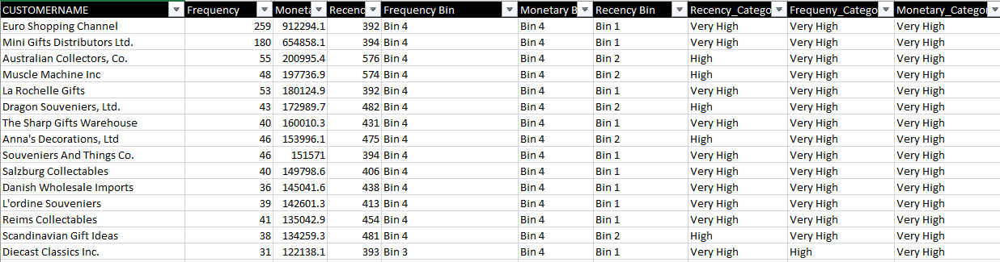 CUSTOMERNAME Frequency Moneta Recenc Frequency Bin Monetary B Recency Bin Recency_Catego Frequeny_Catego Monetary_Catego
Euro Shopping Channel 259 912294.1 392 Bin 4 Bin 4 Bin 1 Very High Very High Very High
Mini Gifts Distributors Ltd. 180 654858.1 394 Bin 4 Bin 4 Bin 1 Very High Very High Very High
Australian Collectors, Co. 55 200995.4 576 Bin 4 Bin 4 Bin 2 High Very High Very High
Muscle Machine Inc 48 197736.9 574 Bin 4 Bin 4 Bin 2 High Very High Very High
La Rochelle Gifts 53 180124.9 392 Bin 4 Bin 4 Bin 1 Very High Very High Very High
Dragon Souveniers, Ltd. 43 172989.7 482 Bin 4 Bin 4 Bin 2 High Very High Very High
The Sharp Gifts Warehouse 40 160010.3 431 Bin 4 Bin 4 Bin 1 Very High Very High Very High
Anna's Decorations, Ltd 46 153996.1 475 Bin 4 Bin 4 Bin 2 High Very High Very High
Souveniers And Things Co. 46 151571 394 Bin 4 Bin 4 Bin 1 Very High Very High Very High
Salzburg Collectables 40 149798.6 406 Bin 4 Bin 4 Bin 1 Very High Very High Very High
Danish Wholesale Imports 36 145041.6 438 Bin 4 Bin 4 Bin 1 Very High Very High Very High
L'ordine Souveniers 39 142601.3 413 Bin 4 Bin 4 Bin 1 Very High Very High Very High
Reims Collectables 41 135042.9 454 Bin 4 Bin 4 Bin 1 Very High Very High Very High
Scandinavian Gift Ideas 38 134259.3 481 Bin 4 Bin 4 Bin 2 High Very High Very High
Diecast Classics Inc. 31 122138.1 393 Bin 3 Bin 4 Bin 1 Very High High Very High